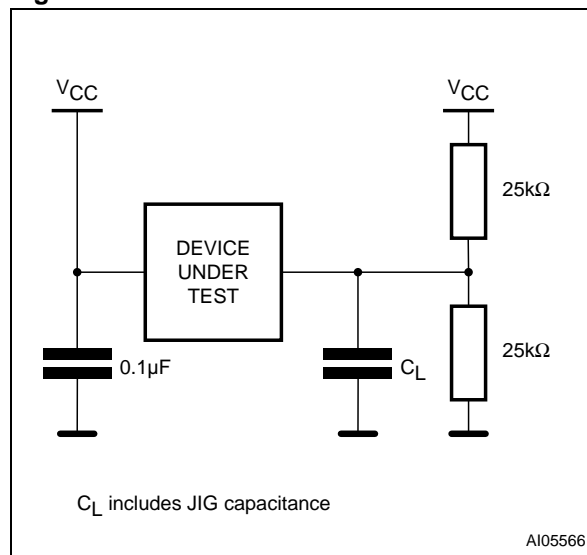 VCC
VCC
25kΩ
DEVICE
UNDER
TEST
0.1µF
CL
25kΩ
CL includes JIG capacitance
AI05566